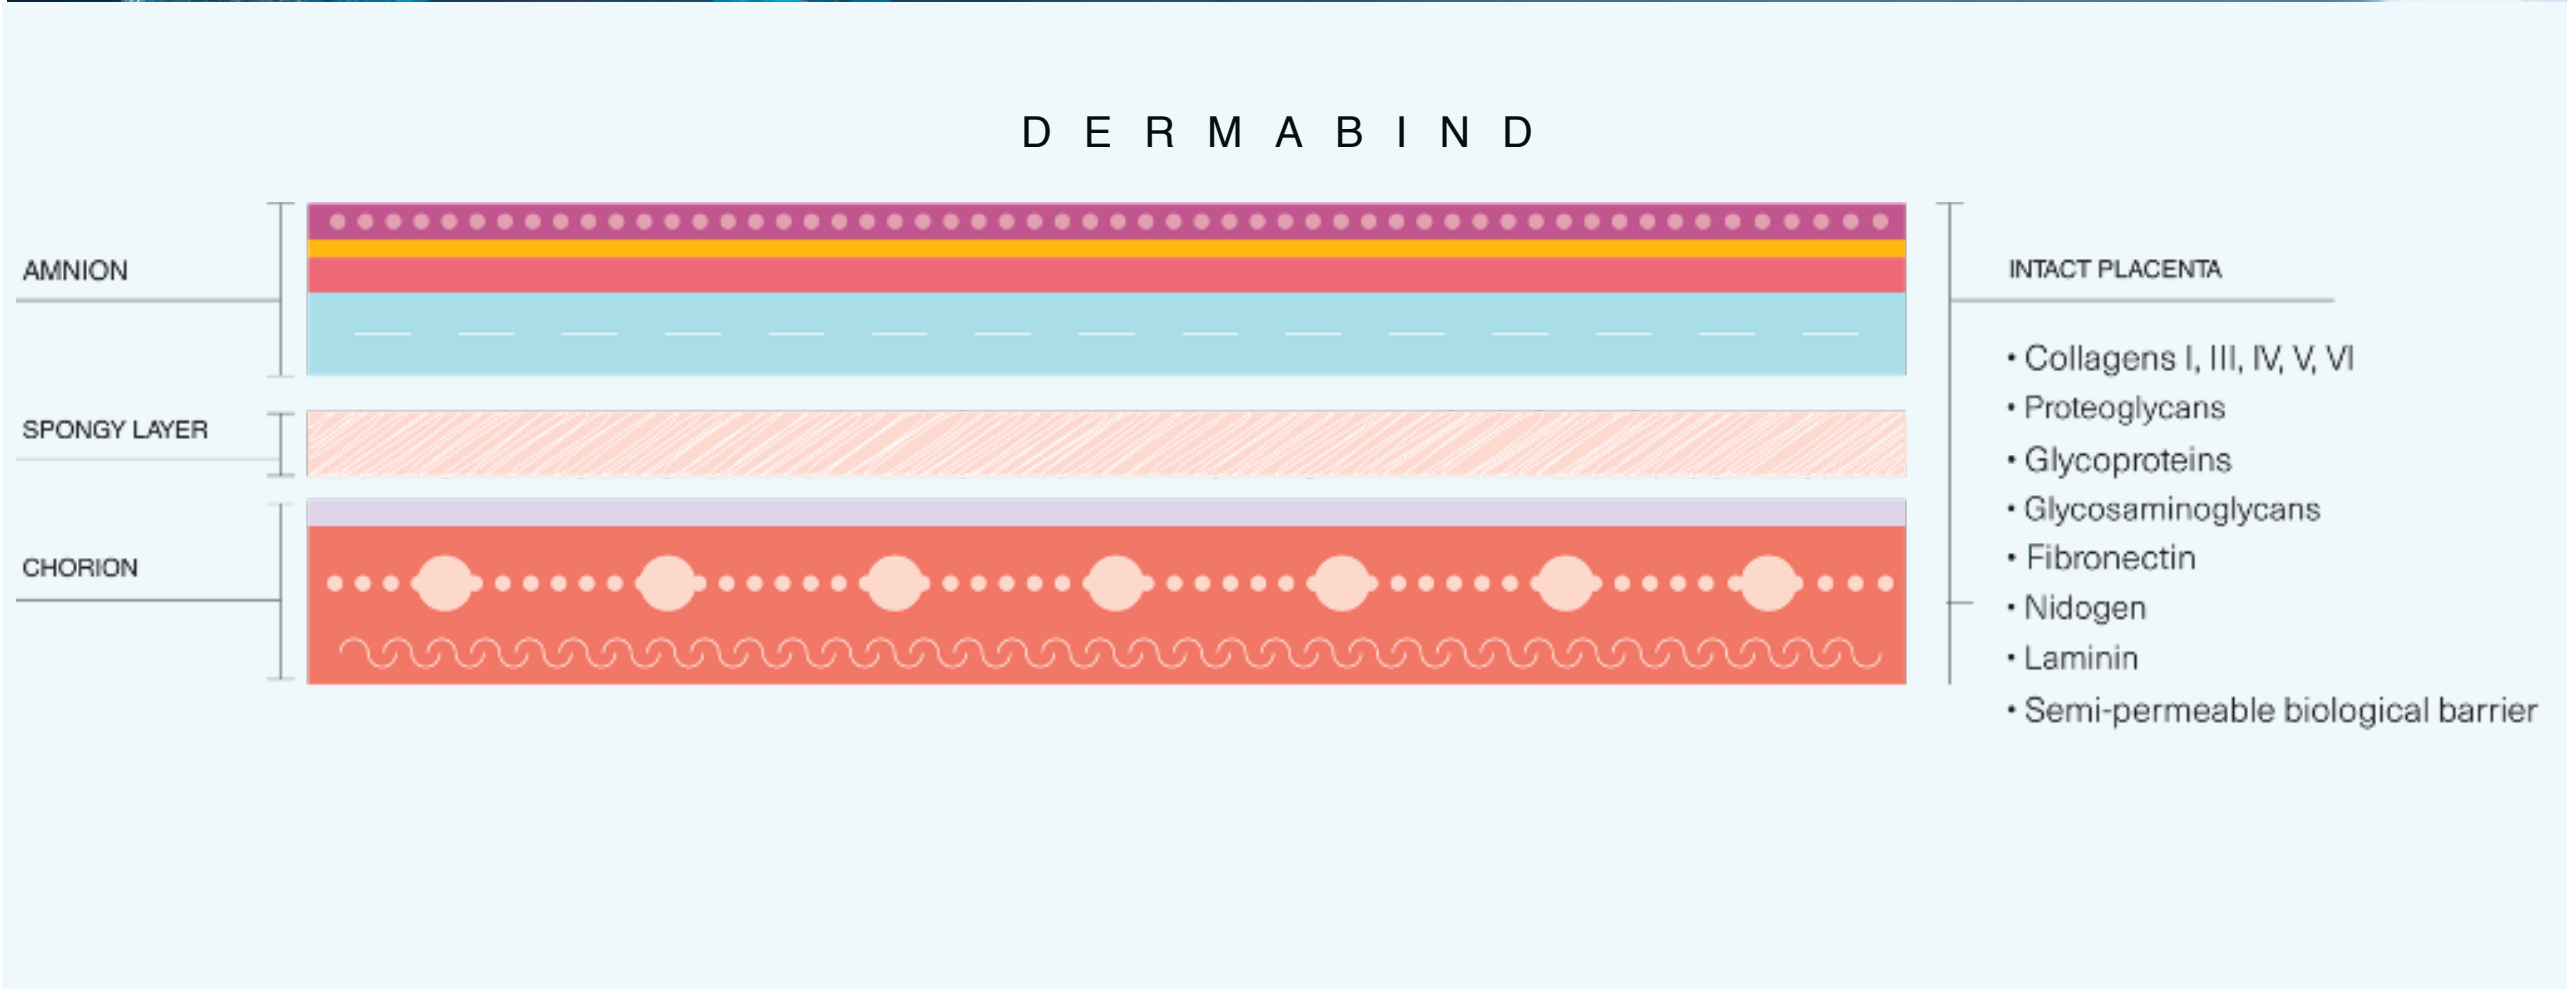 DERMABIND
AMNION
SPONGY LAYER
CHORION
INTACT PLACENTA
• Collagens I, III, IV, V, VI
• Proteoglycans
• Glycoproteins
• Glycosaminoglycans
• Fibronectin
• Nidogen
• Laminin
• Semi-permeable biological barrier